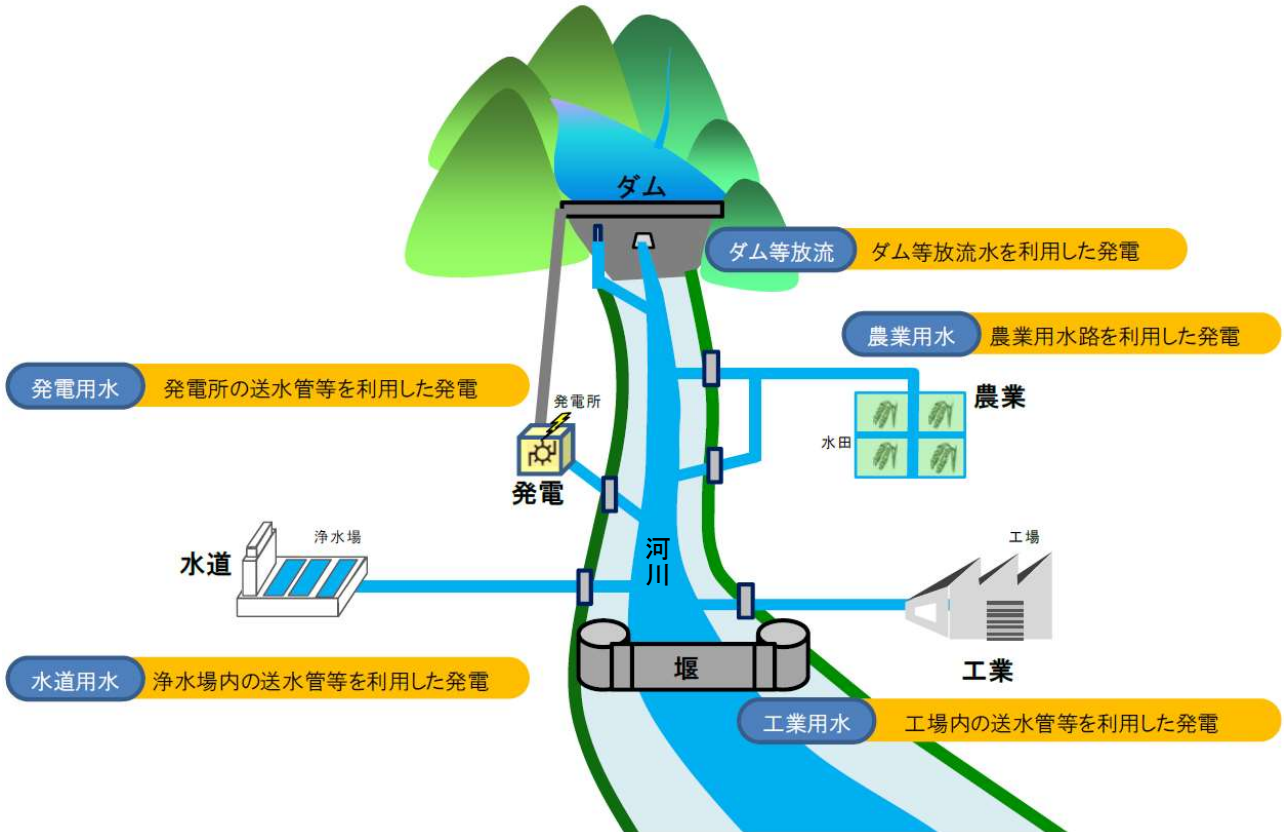 ダム
ダム等放流 ダム等放流水を利用した発電
農業用水 農業用水路を利用した発電
発電用水 発電所の送水管等を利用した発電
発電所
農業
水田
発電
浄水場
水道
河川
工場
堰
工業
水道用水 浄水場内の送水管等を利用した発電
工業用水 工場内の送水管等を利用した発電